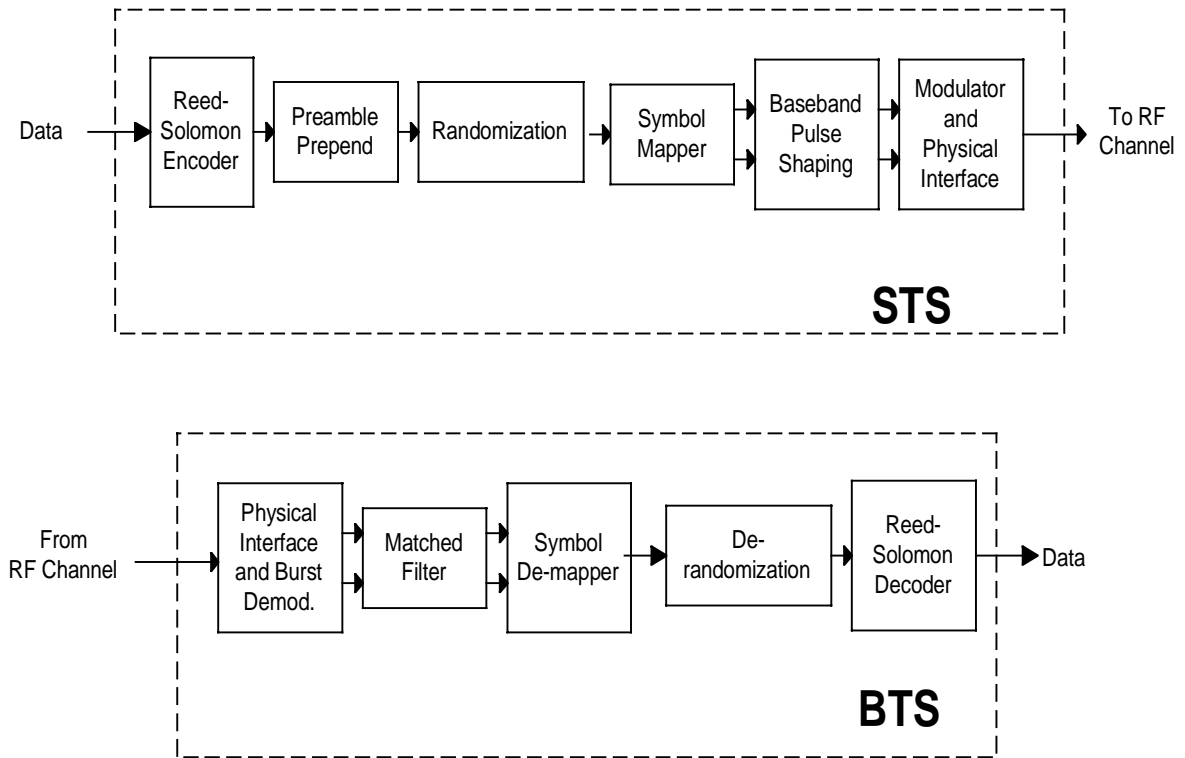 Data
Reed-
Solomon
Encoder
Preamble
Prepend
Randomization
Symbol
Mapper
Baseband
Pulse
Shaping
Modulator
and
Physical
Interface
To RF
Channel
STS
From
RF Channel
Physical
Interface
and Burst
Demod.
Matched
Filter
Symbol
De-mapper
De-
randomization
Reed-
Solomon
Decoder
Data
BTS